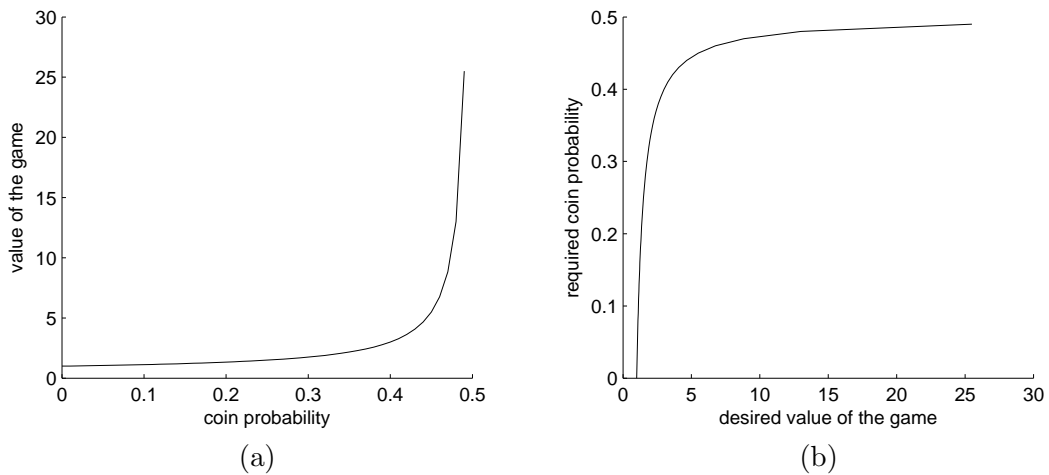 30
25
20
15
10
5
0
value of the game
0 0.1 0.2 0.3 0.4 0.5
coin probability
(a)
0.5
0.4
0.3
0.2
0.1
0
required coin probability
0 5 10 15 20 25 30
desired value of the game
(b)